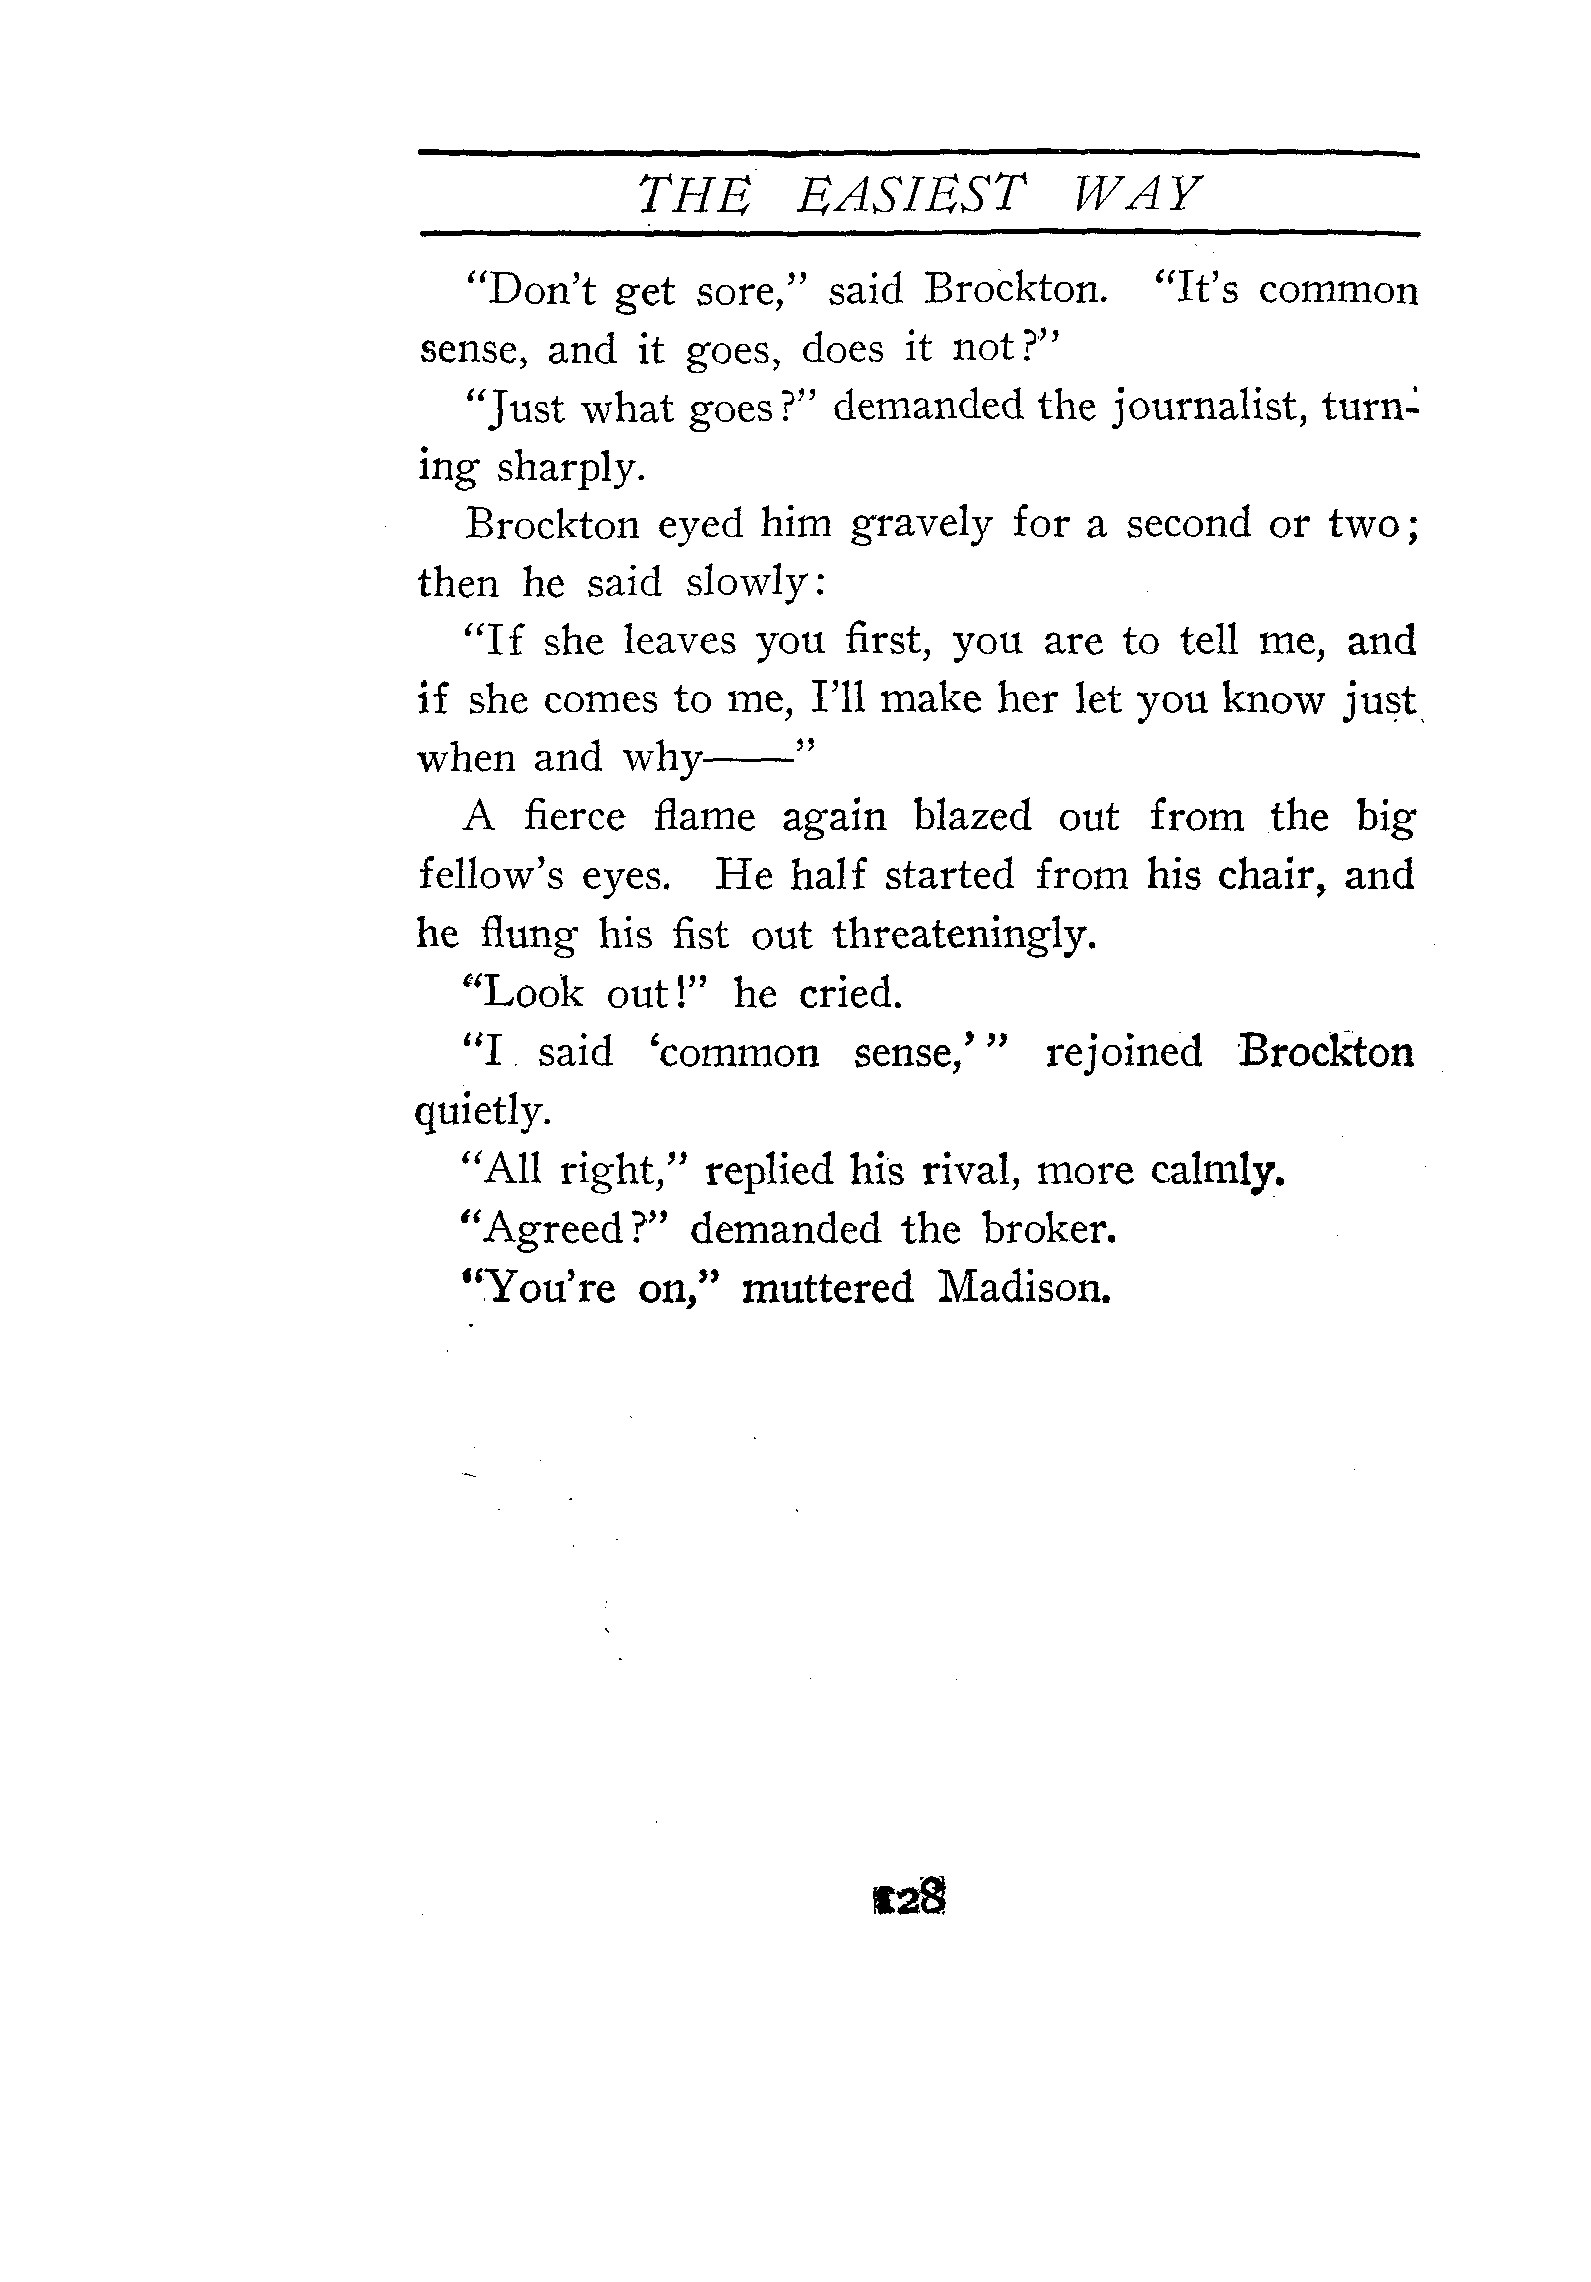 THE EASIEST WAY
“Don’t get sore,” said Brockton. “It’s common
sense, and it goes, does it not?”
“Just what goes?” demanded the journalist, turn-
ing sharply.
Brockton eyed him gravely for a second or two;
then he said slowly:
“If she leaves you first, you are to tell me, and
if she comes to me, I’ll make her let you know just
when and why——”
A fierce flame again blazed out from the big
fellow’s eyes. He half started from his chair, and
he flung his fist out threateningly.
“Look out!” he cried.
“I said ‘common sense,’ ” rejoined Brockton
quietly.
“All right,” replied his rival, more calmly.
“Agreed?” demanded the broker.
“You’re on,” muttered Madison.
128